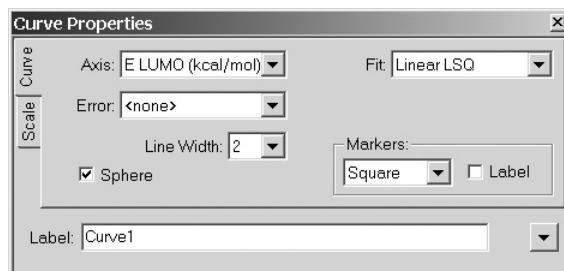 Curve Properties
Curve
Scale
Axis: E LUMO (kcal/mol)
Fit: Linear LSQ
Error: <none>
Line Width: 2
Markers:
Sphere
Square
Label
Label: Curve1